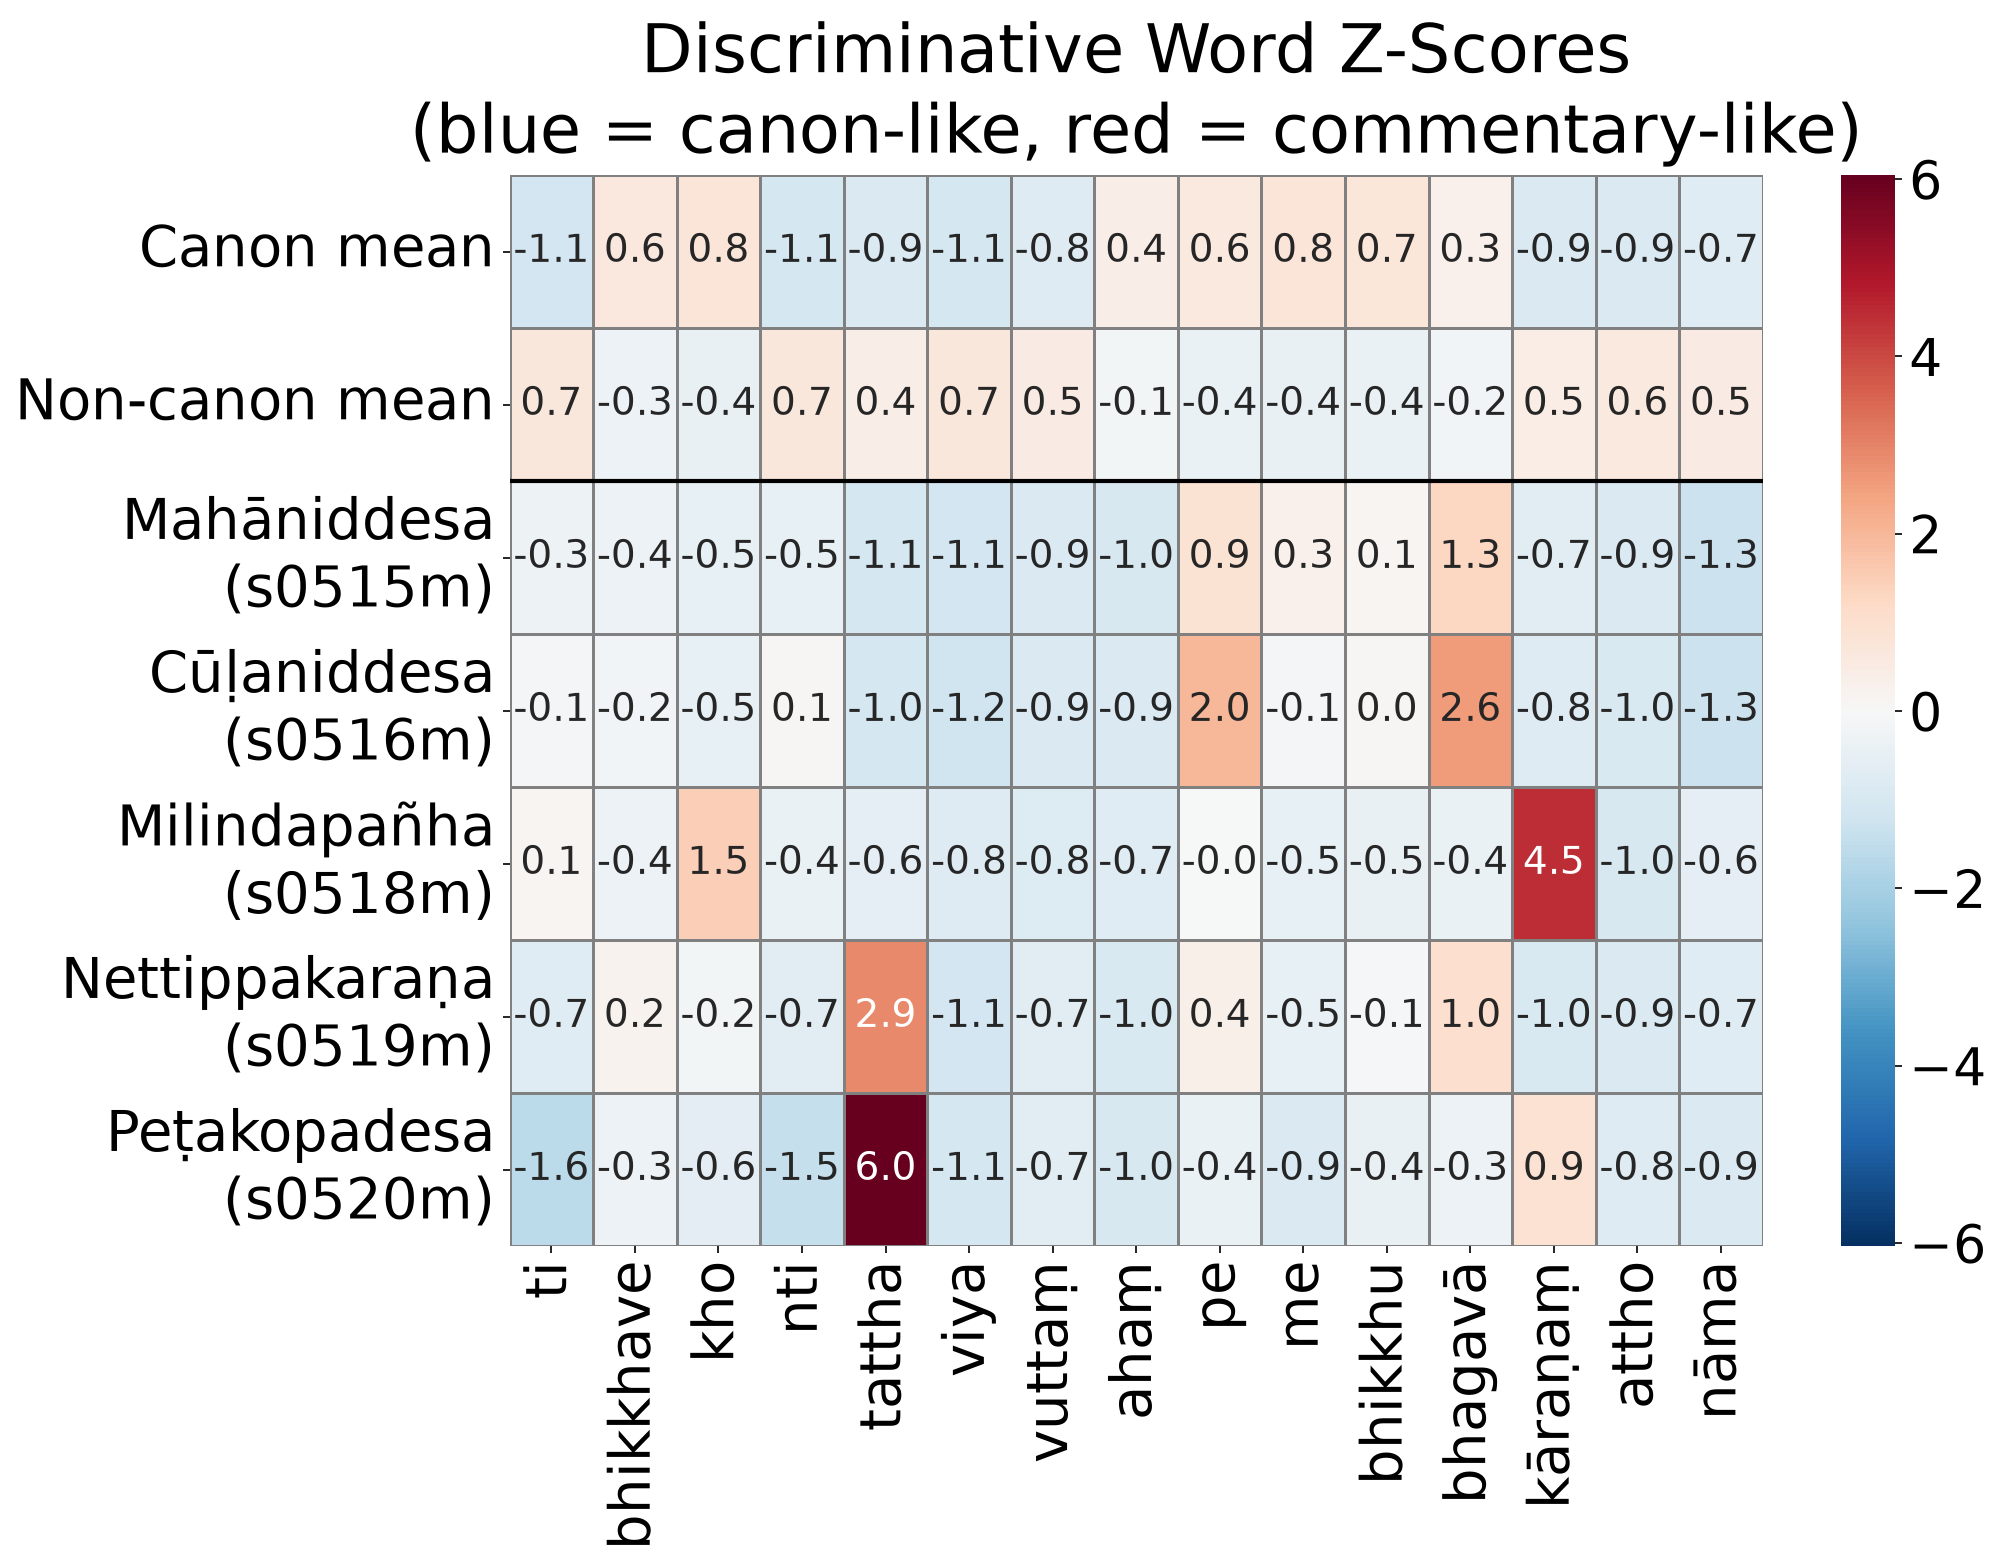 Discriminative Word Z-Scores
(blue = canon-like, red = commentary-like)
Canon mean
-1.1 0.6 0.8 -1.1 -0.9 -1.1 -0.8 0.4 0.6 0.8 0.7 0.3 -0.9 -0.9 -0.7
Non-canon mean
0.7 -0.3 -0.4 0.7 0.4 0.7 0.5 -0.1 -0.4 -0.4 -0.4 -0.2 0.5 0.6 0.5
Mahāniddesa
(s0515m)
-0.3 -0.4 -0.5 -0.5 -1.1 -1.1 -0.9 -1.0 0.9 0.3 0.1 1.3 -0.7 -0.9 -1.3
Cūḷaniddesa
(s0516m)
-0.1 -0.2 -0.5 0.1 -1.0 -1.2 -0.9 -0.9 2.0 -0.1 0.0 2.6 -0.8 -1.0 -1.3
Milindapañha
(s0518m)
0.1 -0.4 1.5 -0.4 -0.6 -0.8 -0.8 -0.7 -0.0 -0.5 -0.5 -0.4 4.5 -1.0 -0.6
Nettippakaraṇa
(s0519m)
-0.7 0.2 -0.2 -0.7 2.9 -1.1 -0.7 -1.0 0.4 -0.5 -0.1 1.0 -1.0 -0.9 -0.7
Peṭakopadesa
(s0520m)
-1.6 -0.3 -0.6 -1.5 6.0 -1.1 -0.7 -1.0 -0.4 -0.9 -0.4 -0.3 0.9 -0.8 -0.9
ti
bhikkhave
kho
nti
tattha
viya
vuttaṃ
ahaṃ
pe
me
bhikkhu
bhagavā
kāraṇaṃ
attho
nāma
6
4
2
0
−2
−4
−6